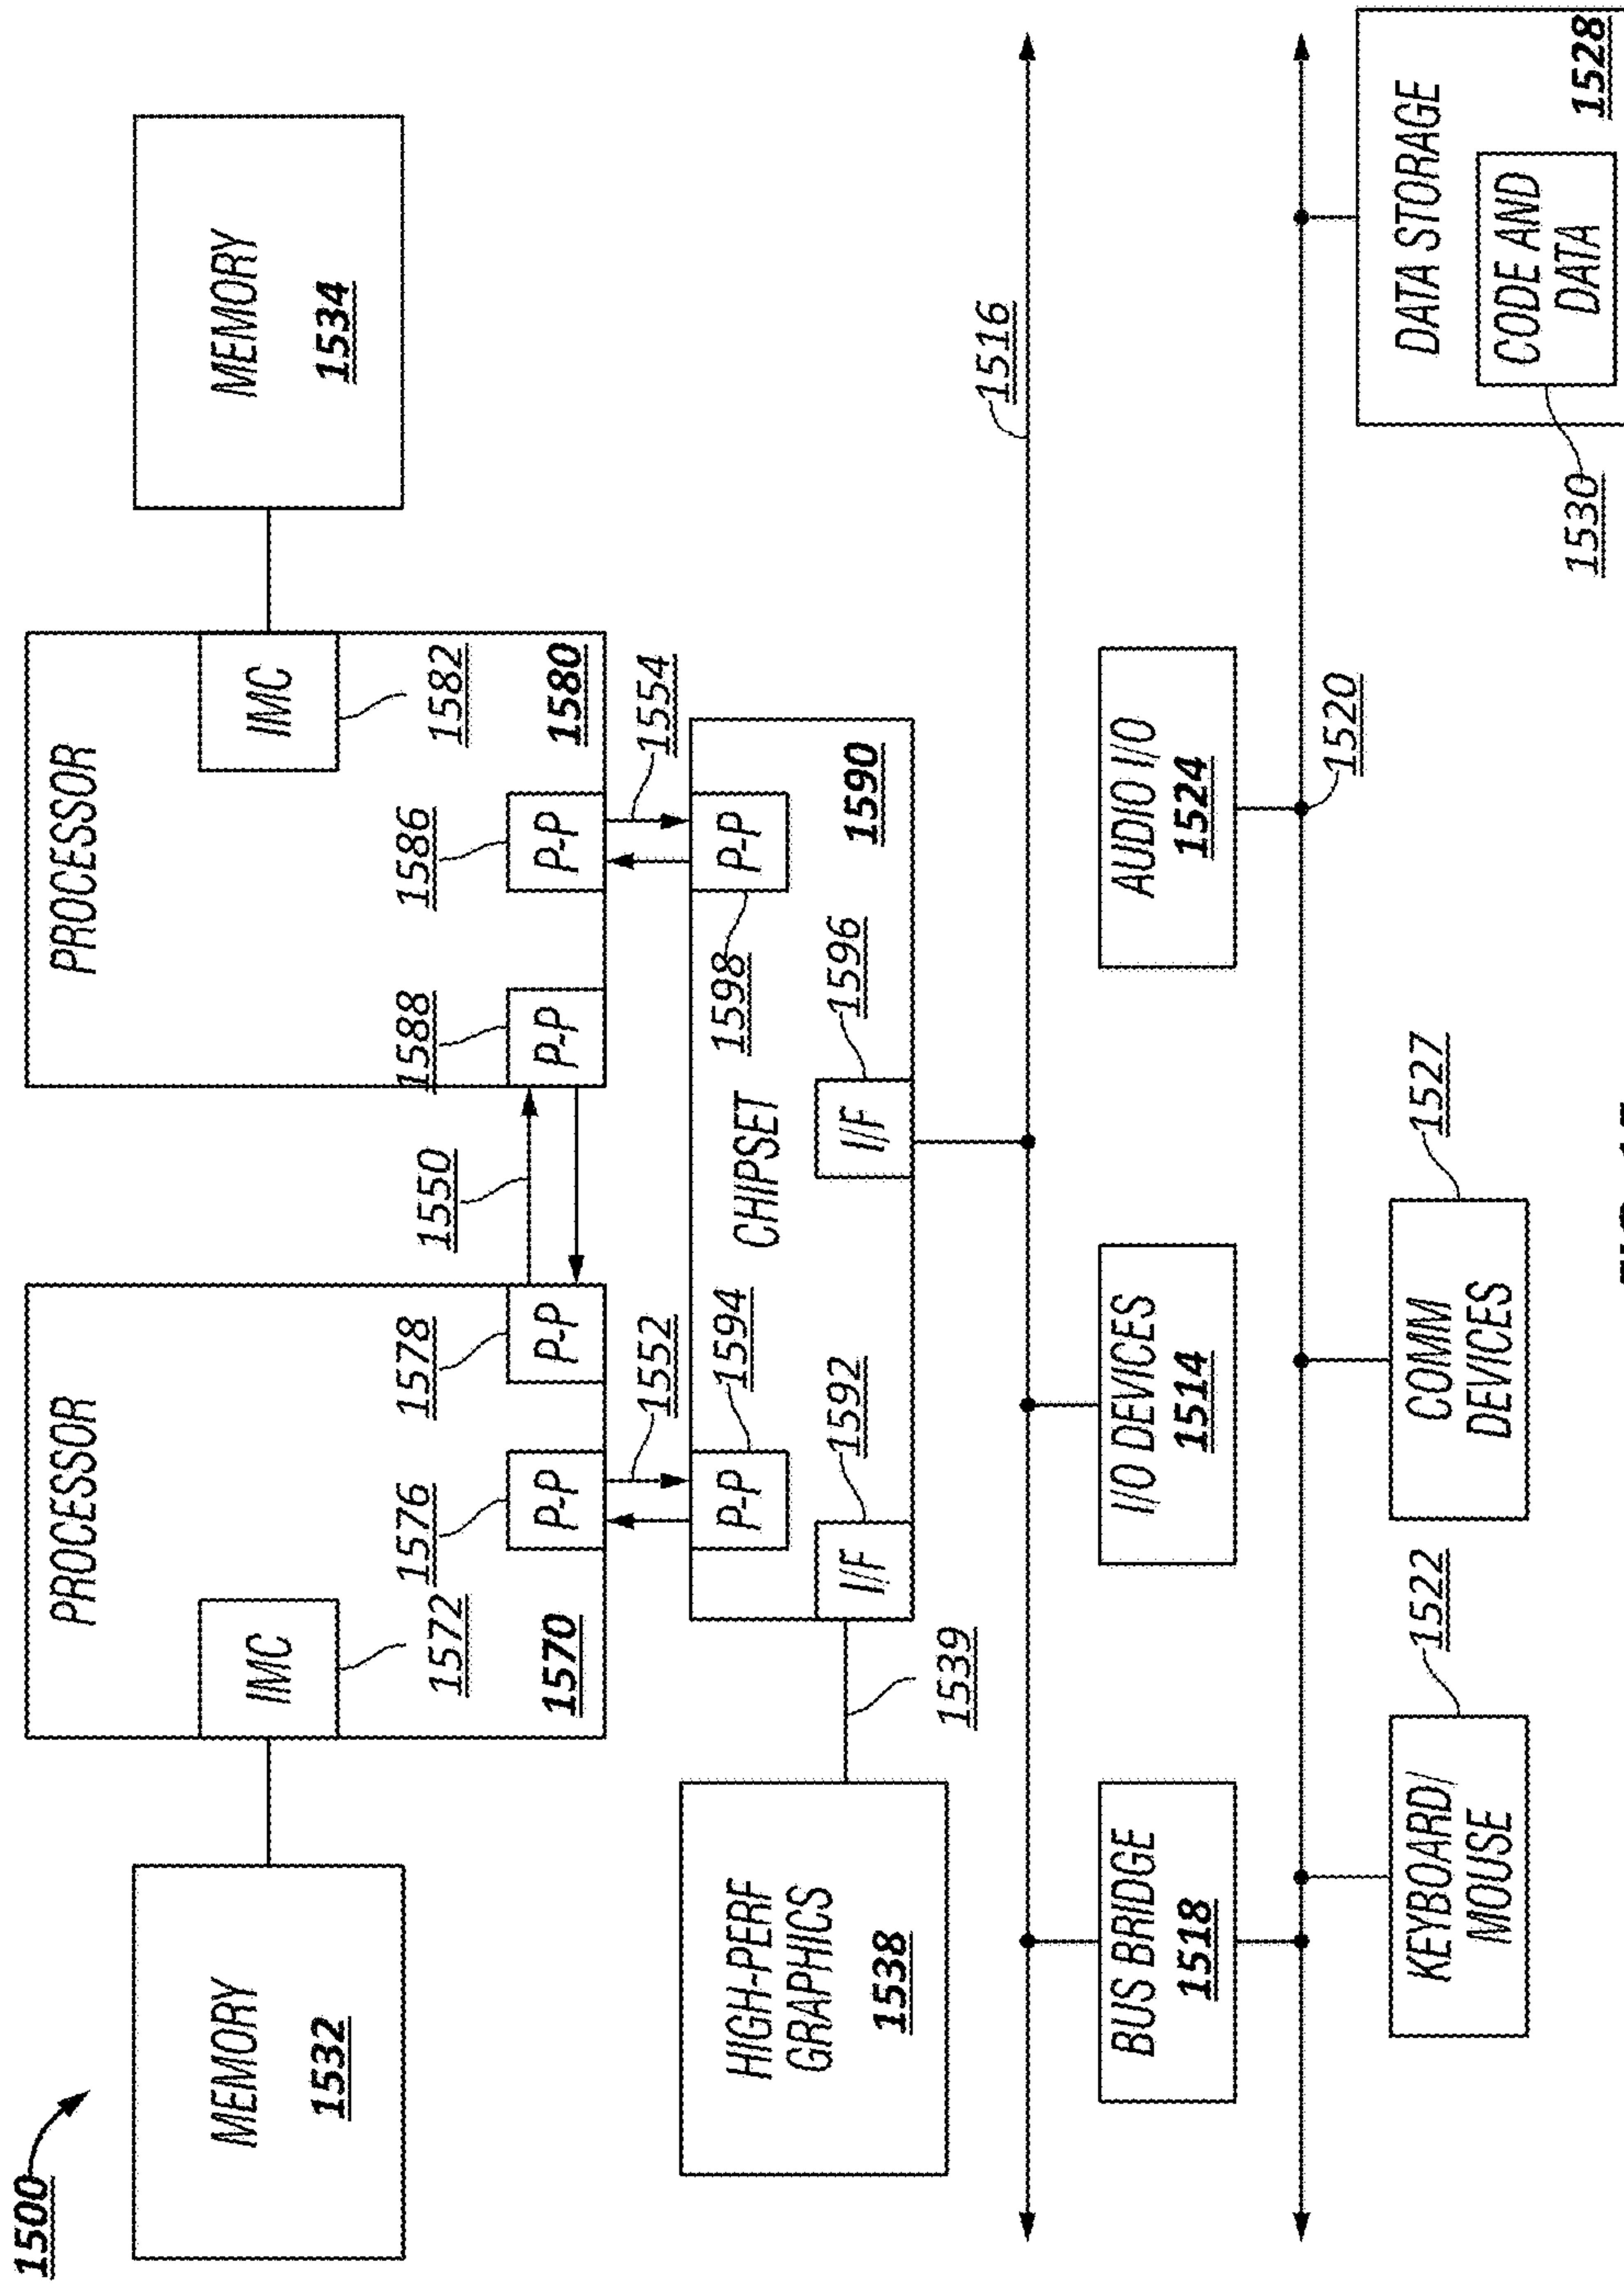 1500
MEMORY
1532
PROCESSOR
IMC
1572
1570
1576
P-P
1578
P-P
1550
PROCESSOR
1588
P-P
1586
P-P
IMC
1582
1580
MEMORY
1534
1552
1554
HIGH-PERF
GRAPHICS
1538
1539
P-P
1594
I/F
1592
CHIPSET
P-P
1598
I/F
1596
1590
1516
BUS BRIDGE
1518
I/O DEVICES
1514
AUDIO I/O
1524
1520
KEYBOARD/
MOUSE
1522
COMM
DEVICES
1527
DATA STORAGE
CODE AND
DATA
1530
1528